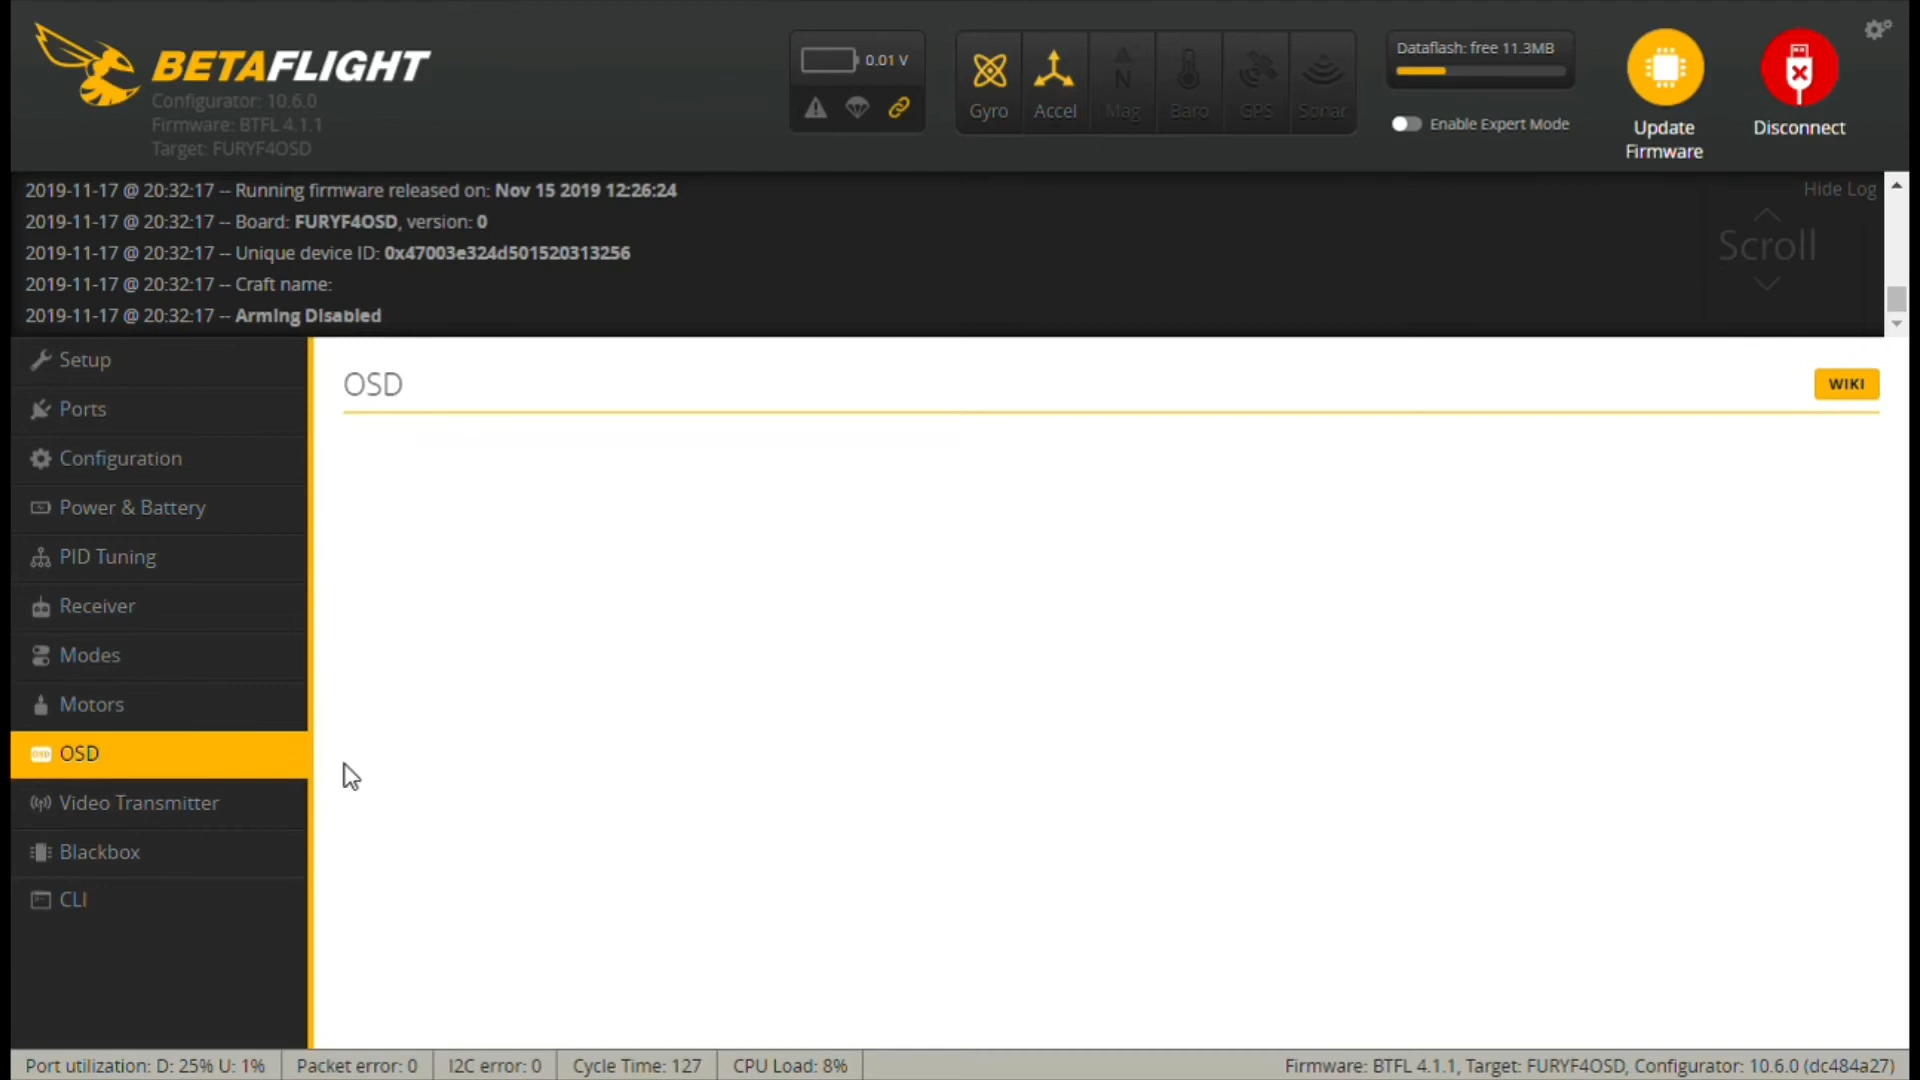 BETAFLIGHT
Configurator: 10.6.0
Firmware: BTFL 4.1.1
Target: FURYF4OSD
0.01 V
Gyro
Accel
Mag
Baro
GPS
Sonar
Dataflash: free 11.3MB
Enable Expert Mode
Update
Firmware
Disconnect
2019-11-17 @ 20:32:17 -- Running firmware released on: Nov 15 2019 12:26:24
2019-11-17 @ 20:32:17 -- Board: FURYF4OSD, version: 0
2019-11-17 @ 20:32:17 -- Unique device ID: 0x47003e324d501520313256
2019-11-17 @ 20:32:17 -- Craft name:
2019-11-17 @ 20:32:17 -- Arming Disabled
Hide Log
Scroll
Setup
Ports
Configuration
Power & Battery
PID Tuning
Receiver
Modes
Motors
OSD
Video Transmitter
Blackbox
CLI
OSD
WIKI
Port utilization: D: 25% U: 1%
Packet error: 0
I2C error: 0
Cycle Time: 127
CPU Load: 8%
Firmware: BTFL 4.1.1, Target: FURYF4OSD, Configurator: 10.6.0 (dc484a27)